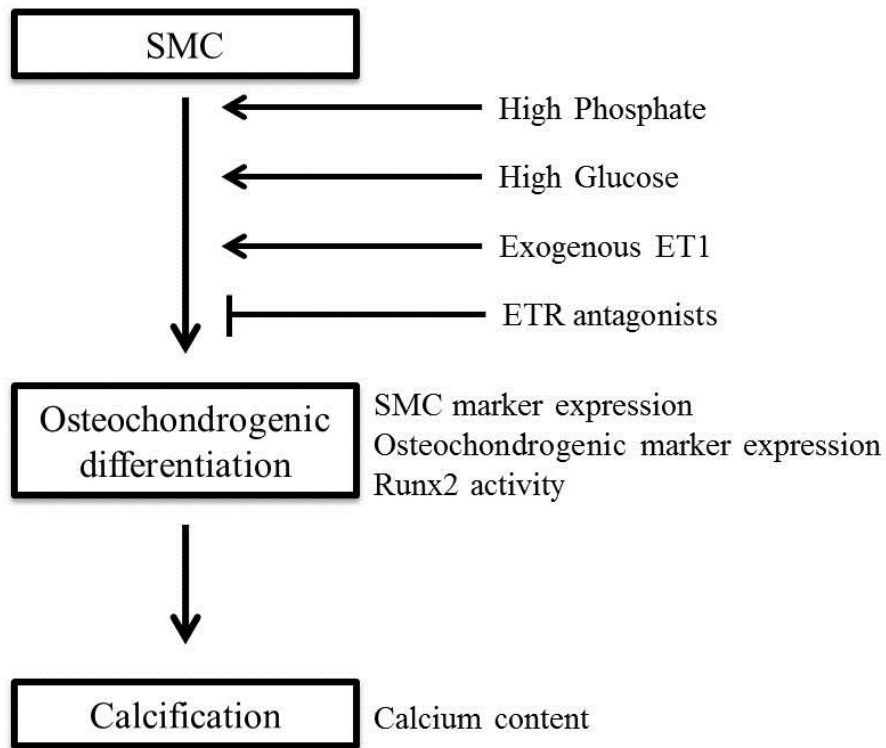 SMC
High Phosphate
High Glucose
Exogenous ET1
ETR antagonists
Osteochondrogenic
differentiation
SMC marker expression
Osteochondrogenic marker expression
Runx2 activity
Calcification
Calcium content